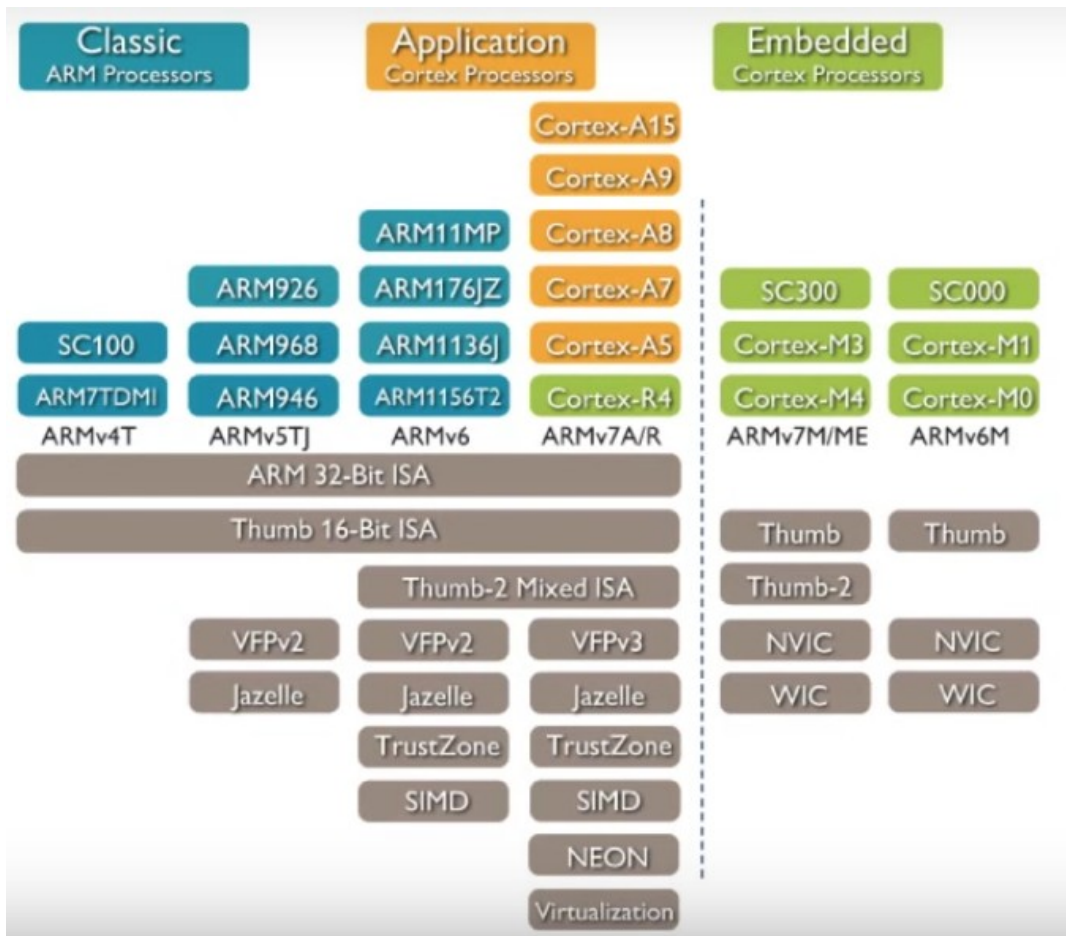 Classic
ARM Processors
Application
Cortex Processors
Embedded
Cortex Processors
Cortex-A15
Cortex-A9
ARM11MP
Cortex-A8
ARM926
ARM176JZ
Cortex-A7
SC300
SC000
SC100
ARM968
ARM1136J
Cortex-A5
Cortex-M3
Cortex-M1
ARM7TDMI
ARM946
ARM1156T2
Cortex-R4
Cortex-M4
Cortex-M0
ARMv4T
ARMv5TJ
ARMv6
ARMv7A/R
ARMv7M/ME
ARMv6M
ARM 32-Bit ISA
Thumb 16-Bit ISA
Thumb
Thumb
Thumb-2 Mixed ISA
Thumb-2
VFPv2
VFPv2
VFPv3
NVIC
NVIC
Jazelle
Jazelle
Jazelle
WIC
WIC
TrustZone
TrustZone
SIMD
SIMD
NEON
Virtualization